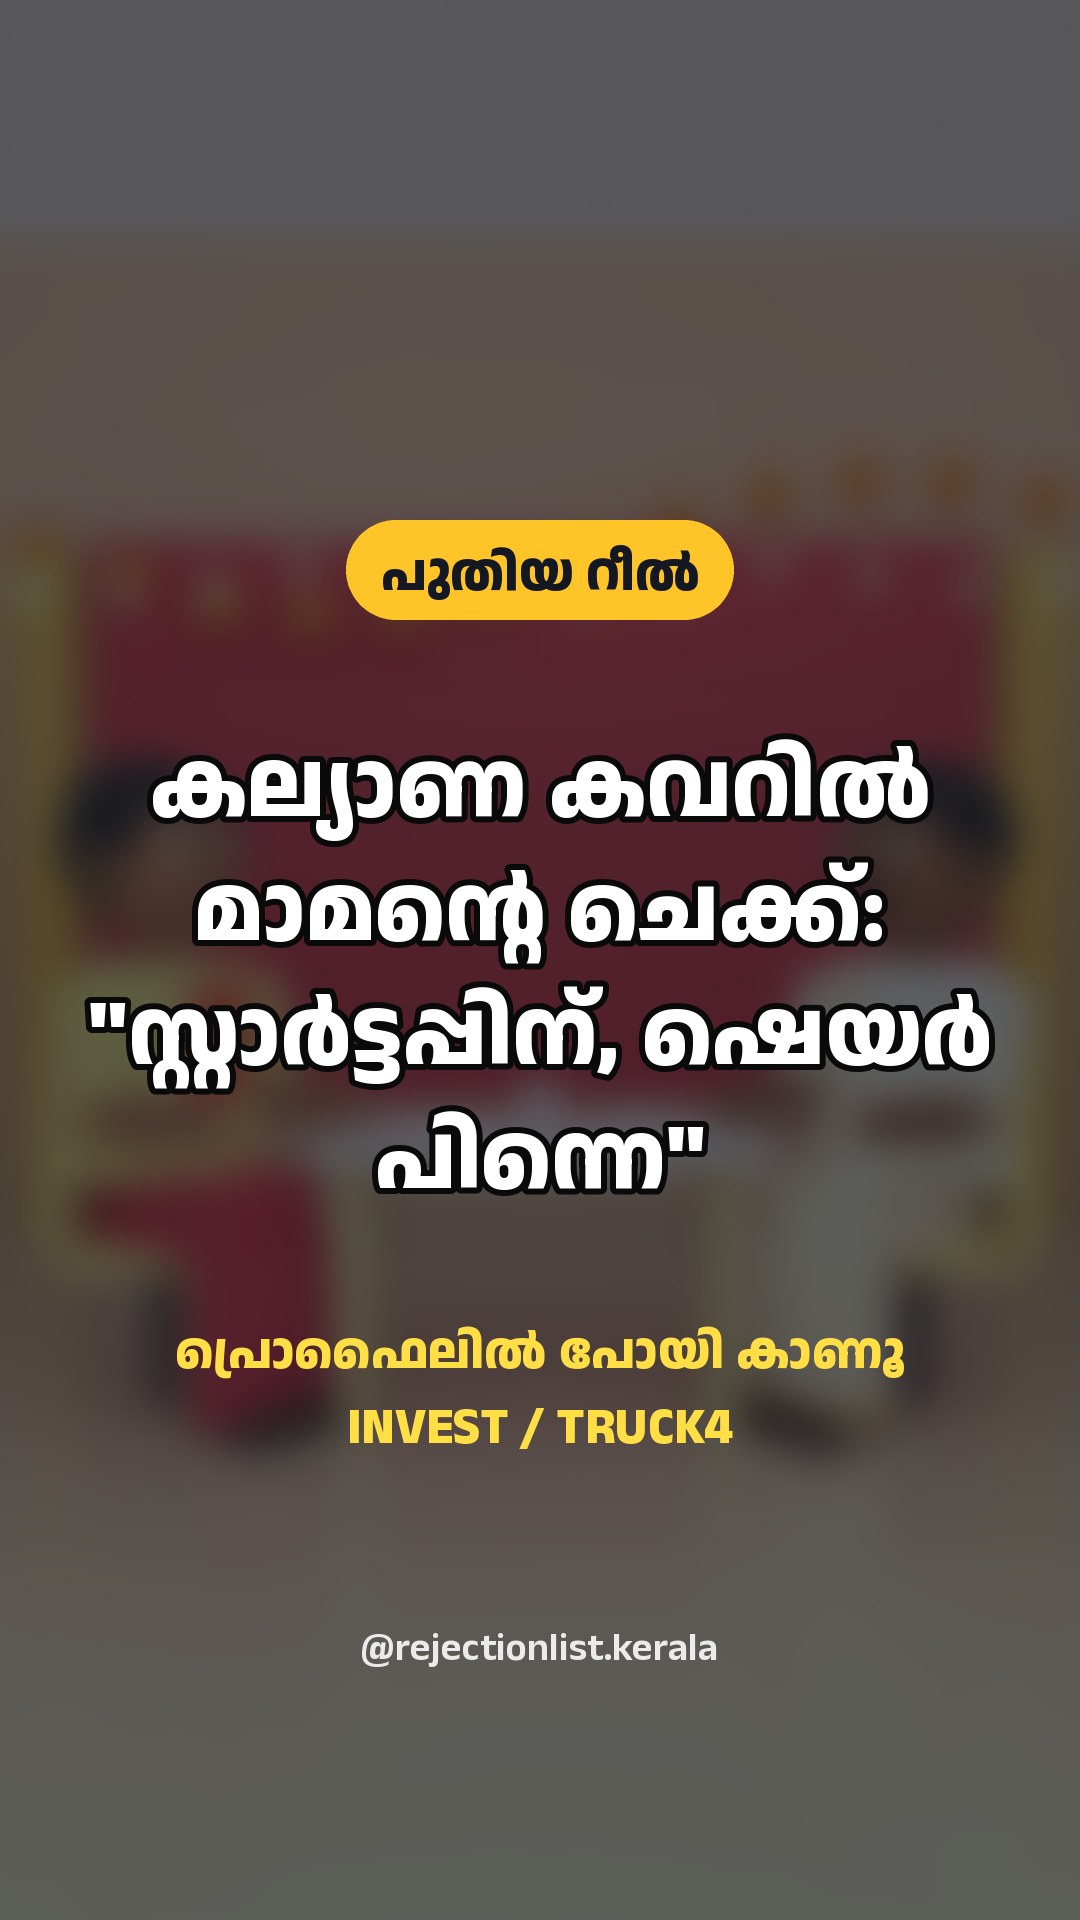 പുതിയ റീൽ
കല്യാണ കവറിൽ
മാമന്റെ ചെക്ക്:
"സ്റ്റാർട്ടപ്പിന്, ഷെയർ
പിന്നെ"
പ്രൊഫൈലിൽ പോയി കാണൂ
INVEST / TRUCK4
@rejectionlist.kerala